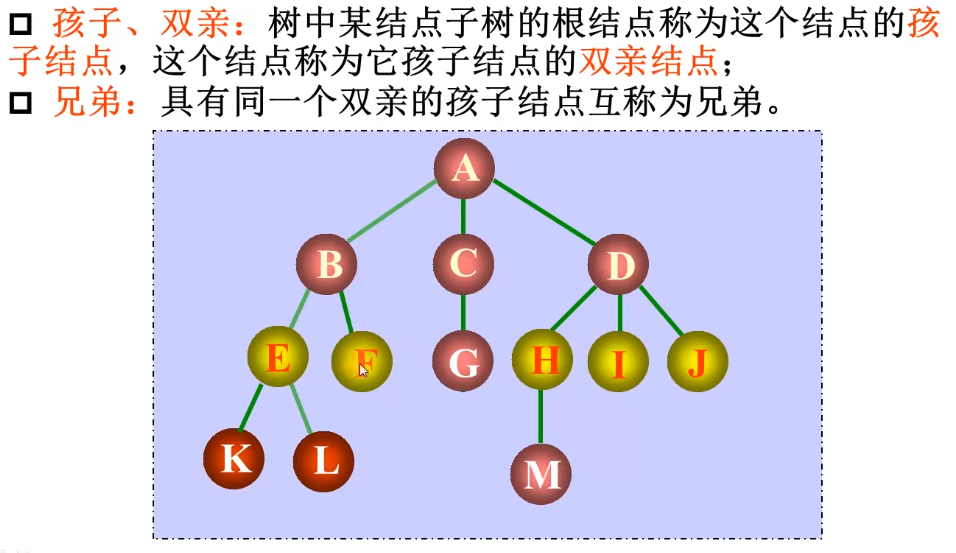 孩子、双亲：树中某结点子树的根结点称为这个结点的孩
子结点，这个结点称为它孩子结点的双亲结点；
兄弟：具有同一个双亲的孩子结点互称为兄弟。
A
B C D
E F G H I J
K L M